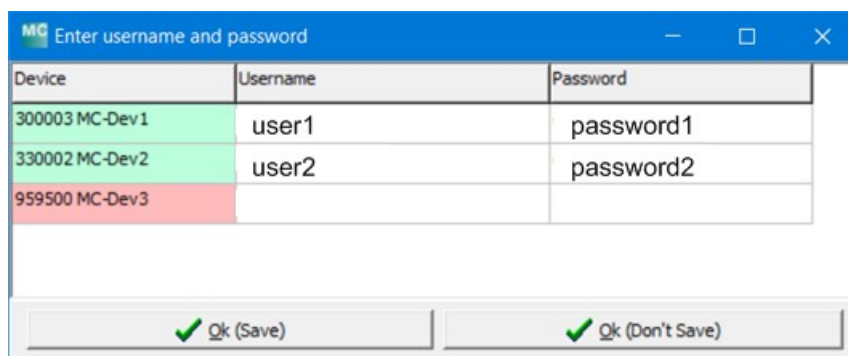 MC Enter username and password
Device Username Password
300003 MC-Dev1 user1 password1
330002 MC-Dev2 user2 password2
959500 MC-Dev3
Ok (Save) Ok (Don't Save)